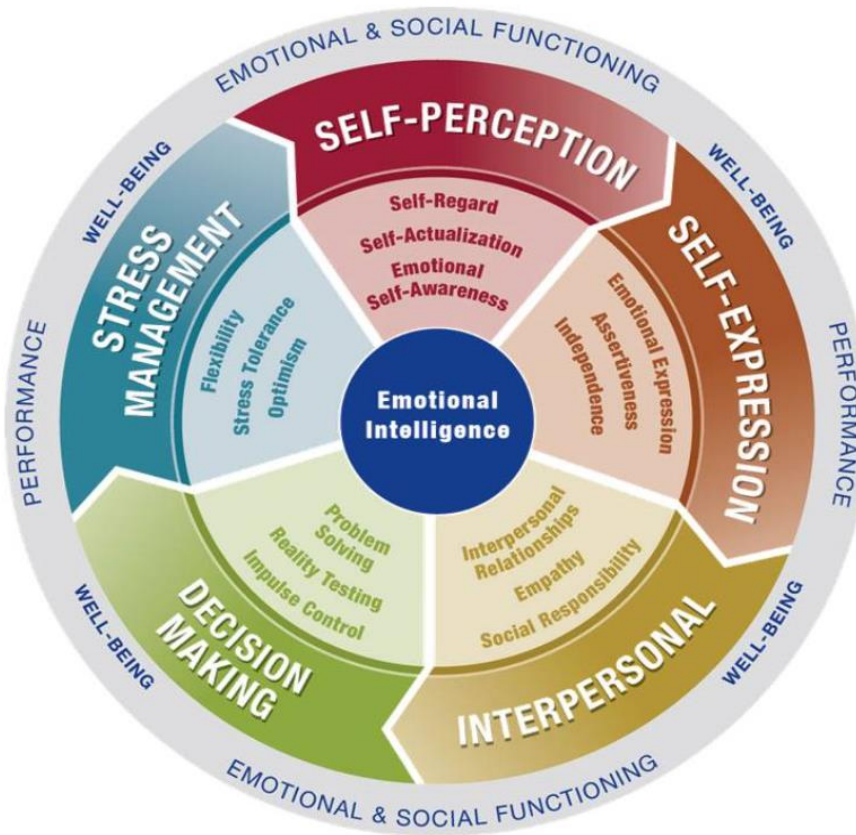 EMOTIONAL & SOCIAL FUNCTIONING
WELL-BEING
WELL-BEING
PERFORMANCE
PERFORMANCE
WELL-BEING
WELL-BEING
EMOTIONAL & SOCIAL FUNCTIONING
SELF-PERCEPTION
Self-Regard
Self-Actualization
Emotional
Self-Awareness
SELF-EXPRESSION
Emotional Expression
Assertiveness
Independence
INTERPERSONAL
Interpersonal
Relationships
Empathy
Social Responsibility
DECISION
MAKING
Problem
Solving
Reality Testing
Impulse Control
STRESS
MANAGEMENT
Flexibility
Stress Tolerance
Optimism
Emotional
Intelligence